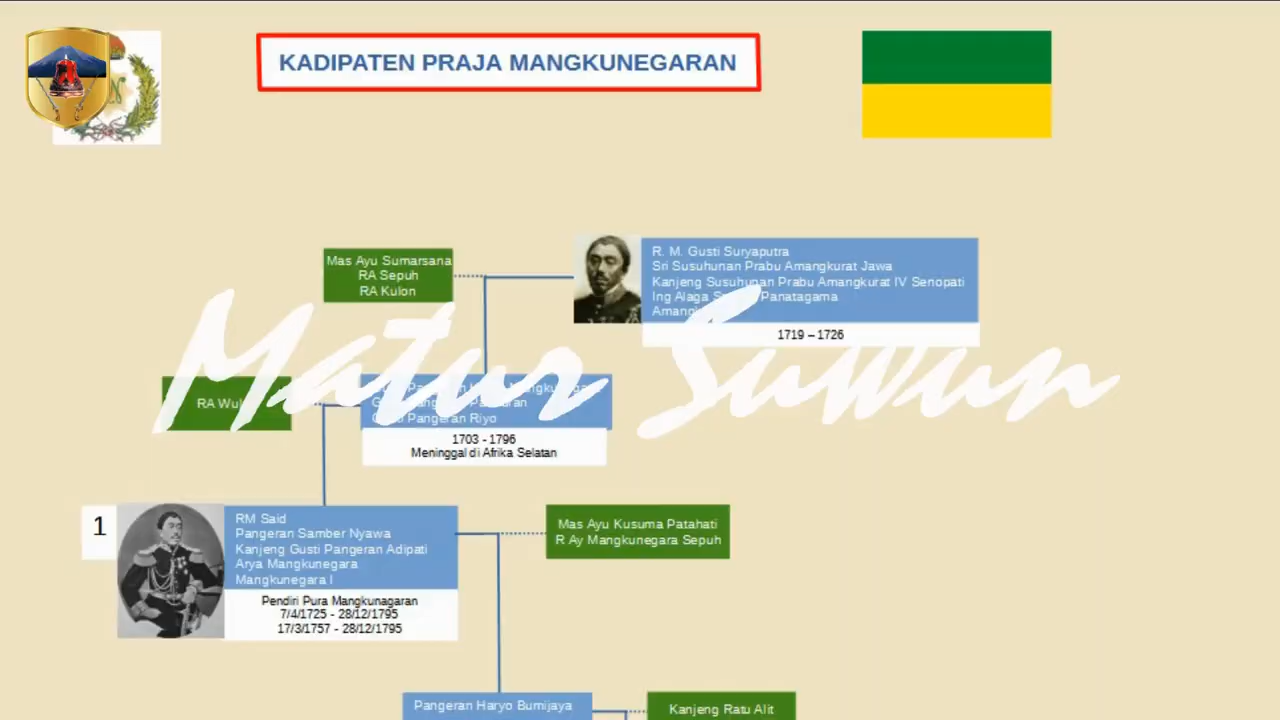 KADIPATEN PRAJA MANGKUNEGARAN
N
Mas Ayu Sumarsana
RA Sepuh
RA Kulon
R. M. Gusti Suryaputra
Sri Susuhunan Prabu Amangkurat Jawa
Kanjeng Susuhunan Prabu Amangkurat IV Senopati
Ing Alaga Panatagama
1719 – 1726
Matur Suwun
RA
Pangeran
Pangeran Riyo
1703 - 1796
Meninggal di Afrika Selatan
1
RM Said
Pangeran Samber Nyawa
Kanjeng Gusti Pangeran Adipati
Arya Mangkunegara
Mangkunegara I
Pendiri Pura Mangkunagaran
7/4/1725 - 28/12/1795
17/3/1757 - 28/12/1795
Mas Ayu Kusuma Patahati
R Ay Mangkunegara Sepuh
Pangeran Haryo Bumijaya
Kanjeng Ratu Alit